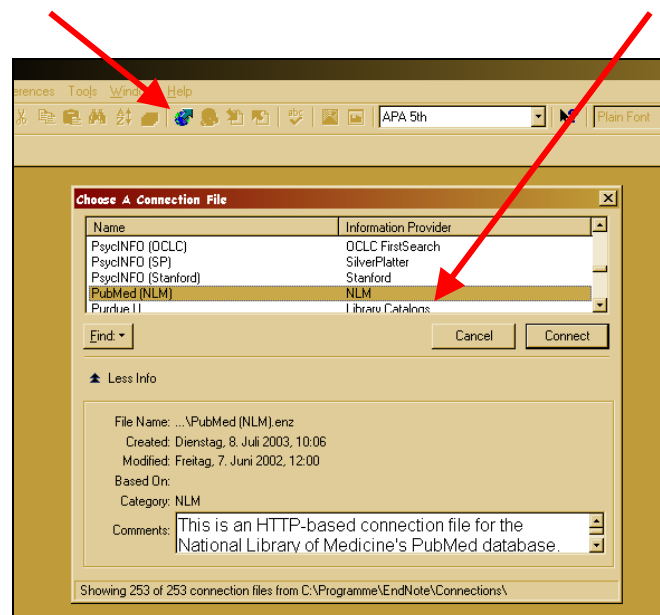 erences Tools Window Help
abc APA 5th Plain Font
Choose A Connection File
Name Information Provider
PsycINFO (OCLC) OCLC FirstSearch
PsycINFO (SP) SilverPlatter
PsycINFO (Stanford) Stanford
PubMed (NLM) NLM
Purdue U Library Catalogs
Find: Cancel Connect
Less Info
File Name: ...\PubMed (NLM).enz
Created: Dienstag, 8. Juli 2003, 10:06
Modified: Freitag, 7. Juni 2002, 12:00
Based On:
Category: NLM
Comments: This is an HTTP-based connection file for the
National Library of Medicine's PubMed database.
Showing 253 of 253 connection files from C:\Programme\EndNote\Connections\